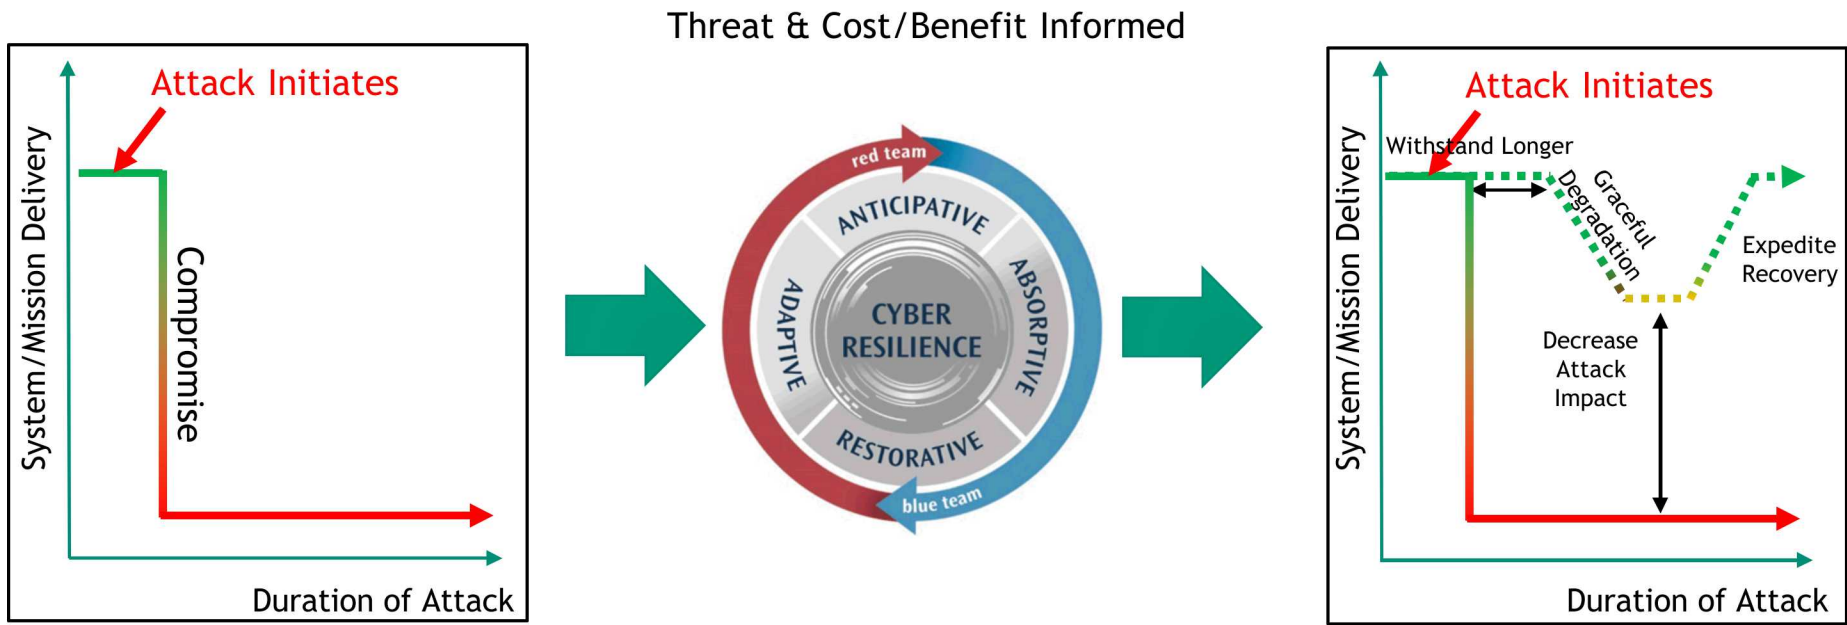 Threat & Cost/Benefit Informed
System/Mission Delivery
Attack Initiates
Compromise
Duration of Attack
red team
ANTICIPATIVE
ADAPTIVE
ABSORPTIVE
CYBER
RESILIENCE
RESTORATIVE
blue team
System/Mission Delivery
Attack Initiates
Withstand Longer
Graceful
Degradation
Expedite
Recovery
Decrease
Attack
Impact
Duration of Attack